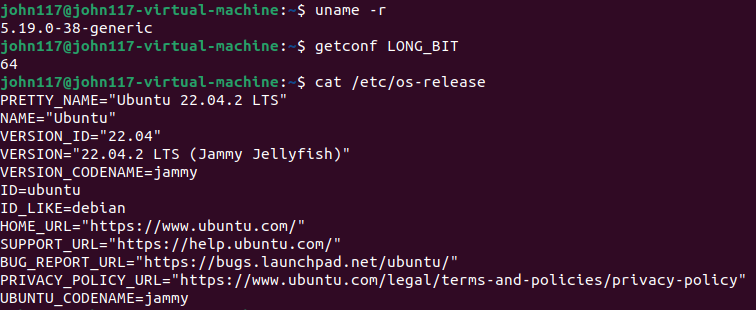 john117@john117-virtual-machine:~$ uname -r
5.19.0-38-generic
john117@john117-virtual-machine:~$ getconf LONG_BIT
64
john117@john117-virtual-machine:~$ cat /etc/os-release
PRETTY_NAME="Ubuntu 22.04.2 LTS"
NAME="Ubuntu"
VERSION_ID="22.04"
VERSION="22.04.2 LTS (Jammy Jellyfish)"
VERSION_CODENAME=jammy
ID=ubuntu
ID_LIKE=debian
HOME_URL="https://www.ubuntu.com/"
SUPPORT_URL="https://help.ubuntu.com/"
BUG_REPORT_URL="https://bugs.launchpad.net/ubuntu/"
PRIVACY_POLICY_URL="https://www.ubuntu.com/legal/terms-and-policies/privacy-policy"
UBUNTU_CODENAME=jammy